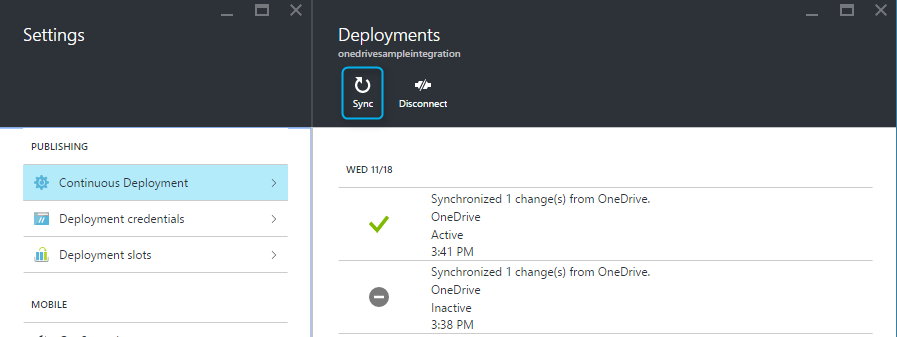 Settings
PUBLISHING
Continuous Deployment
Deployment credentials
Deployment slots
MOBILE
Deployments
onedrivesampleintegration
Sync
Disconnect
WED 11/18
Synchronized 1 change(s) from OneDrive.
OneDrive
Active
3:41 PM
Synchronized 1 change(s) from OneDrive.
OneDrive
Inactive
3:38 PM